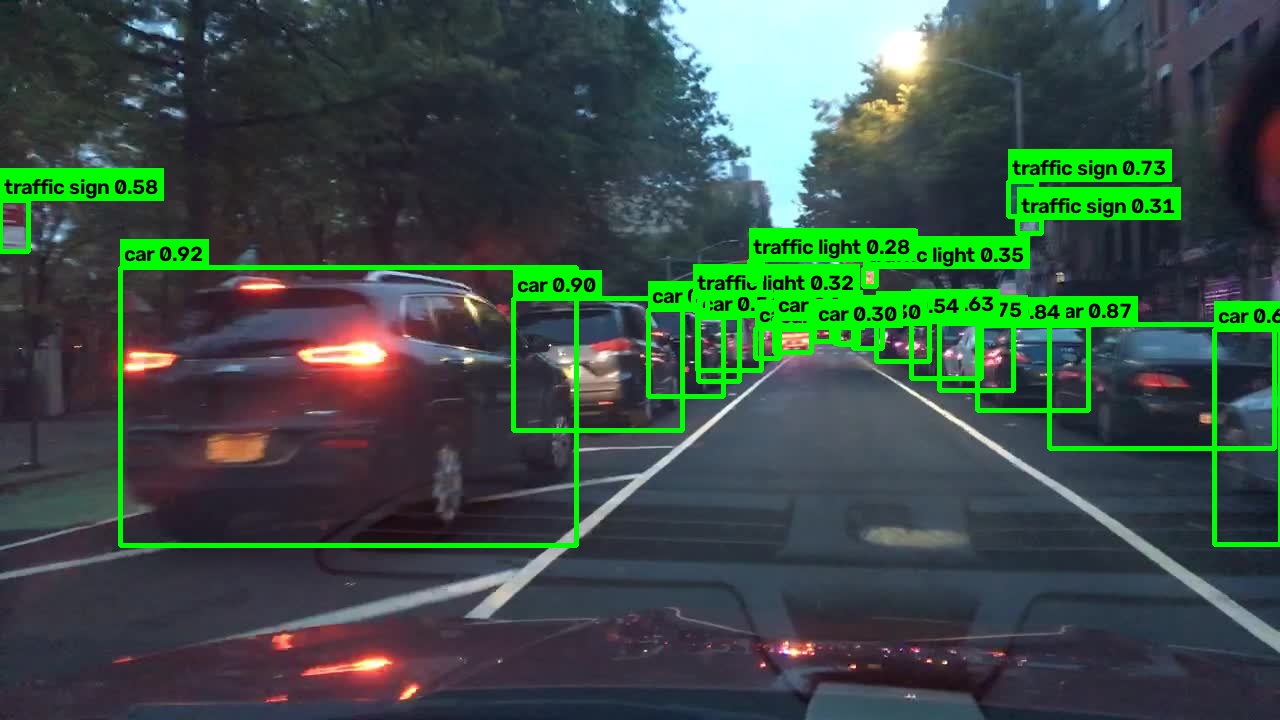 traffic sign 0.73
traffic sign 0.58
traffic sign 0.31
car 0.92
traffic light 0.28
c light 0.35
car 0.90
traffic light 0.32
car
car 0.30
.54
.63
75
.84
ar 0.87
car 0.6